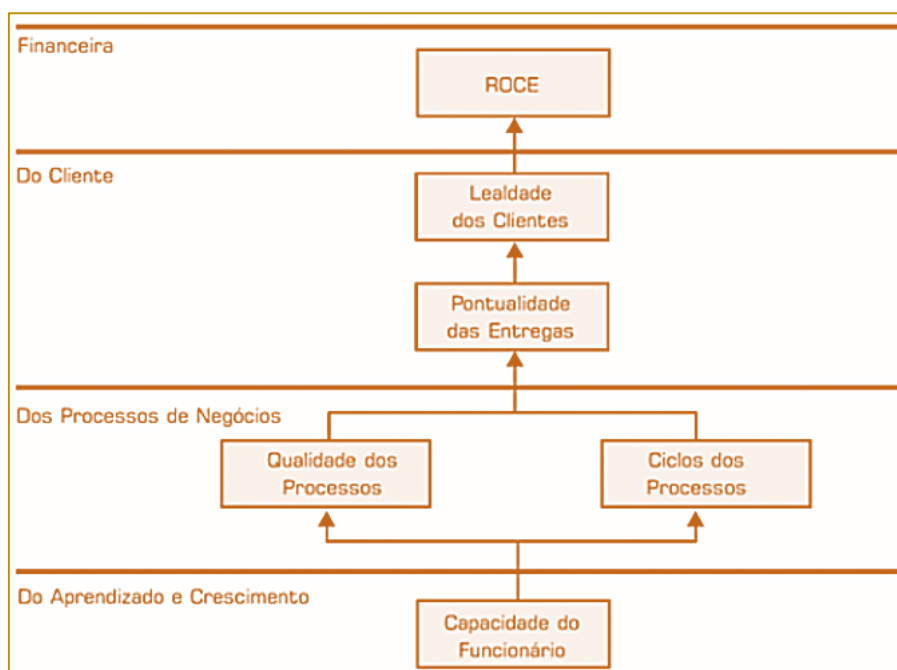 Financeira
ROCE
Do Cliente
Lealdade
dos Clientes
Pontualidade
das Entregas
Dos Processos de Negócios
Qualidade dos
Processos
Ciclos dos
Processos
Do Aprendizado e Crescimento
Capacidade do
Funcionário